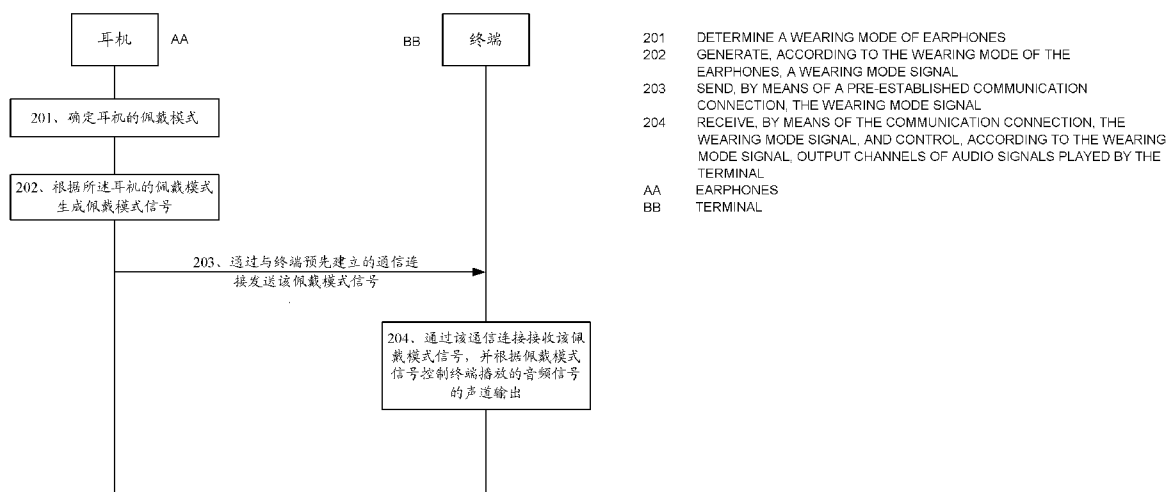 耳机
AA
BB
终端
201、确定耳机的佩戴模式
202、根据所述耳机的佩戴模式
生成佩戴模式信号
203、通过与终端预先建立的通信连
接发送该佩戴模式信号
204、通过该通信连接接收该佩
戴模式信号，并根据佩戴模式
信号控制终端播放的音频信号
的声道输出
201 DETERMINE A WEARING MODE OF EARPHONES
202 GENERATE, ACCORDING TO THE WEARING MODE OF THE
EARPHONES, A WEARING MODE SIGNAL
203 SEND, BY MEANS OF A PRE-ESTABLISHED COMMUNICATION
CONNECTION, THE WEARING MODE SIGNAL
204 RECEIVE, BY MEANS OF THE COMMUNICATION CONNECTION, THE
WEARING MODE SIGNAL, AND CONTROL, ACCORDING TO THE WEARING
MODE SIGNAL, OUTPUT CHANNELS OF AUDIO SIGNALS PLAYED BY THE
TERMINAL
AA EARPHONES
BB TERMINAL